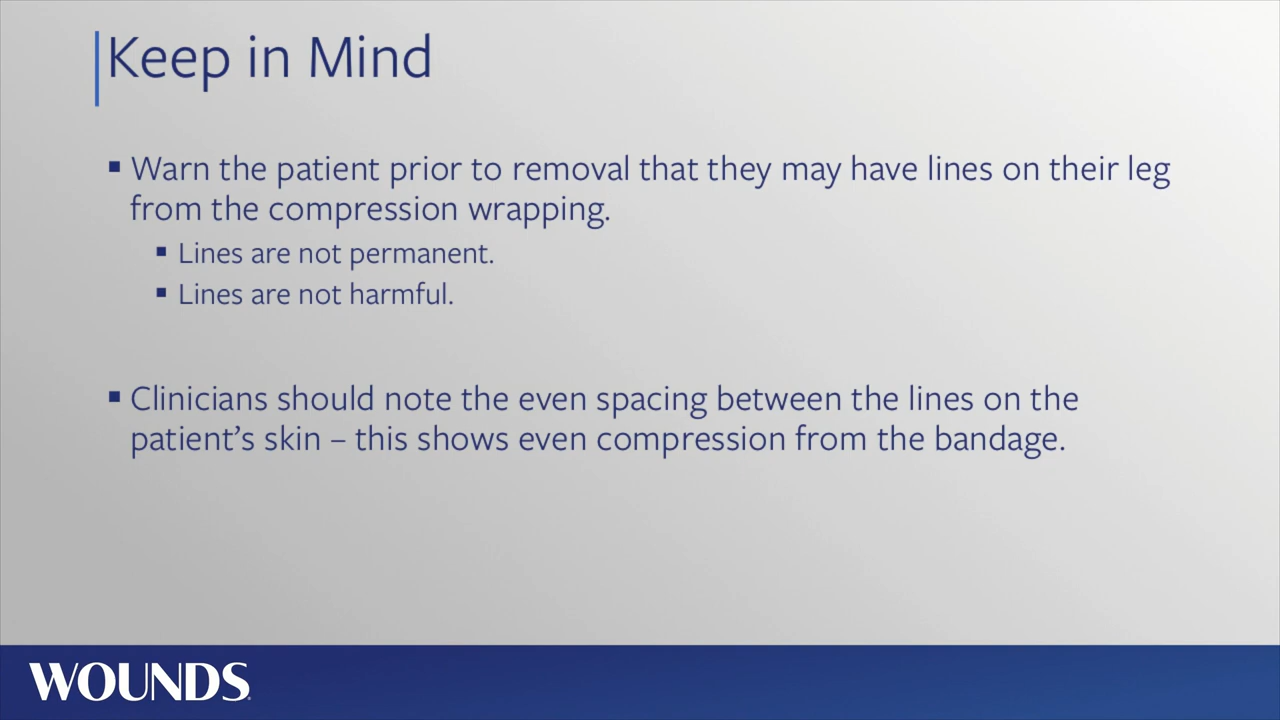 Keep in Mind
▪ Warn the patient prior to removal that they may have lines on their leg
from the compression wrapping.
▪ Lines are not permanent.
▪ Lines are not harmful.
▪ Clinicians should note the even spacing between the lines on the
patient’s skin – this shows even compression from the bandage.
WOUNDS